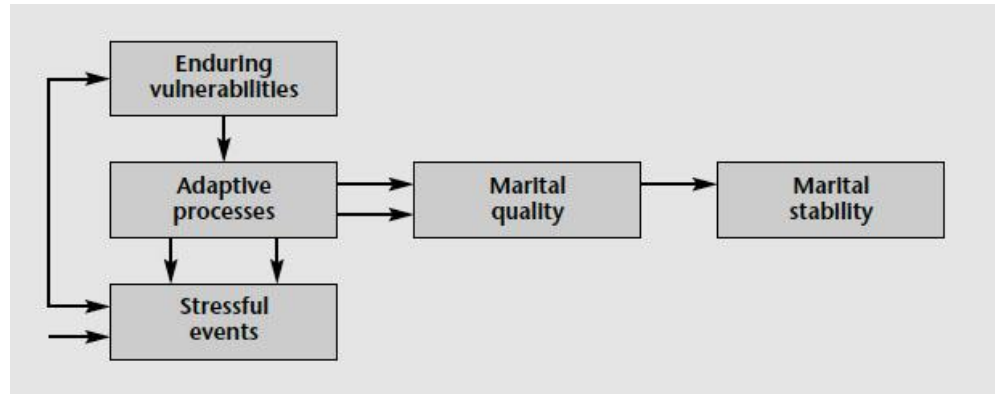 Enduring
vulnerabilities
Adaptive
processes
Marital
quality
Marital
stability
Stressful
events